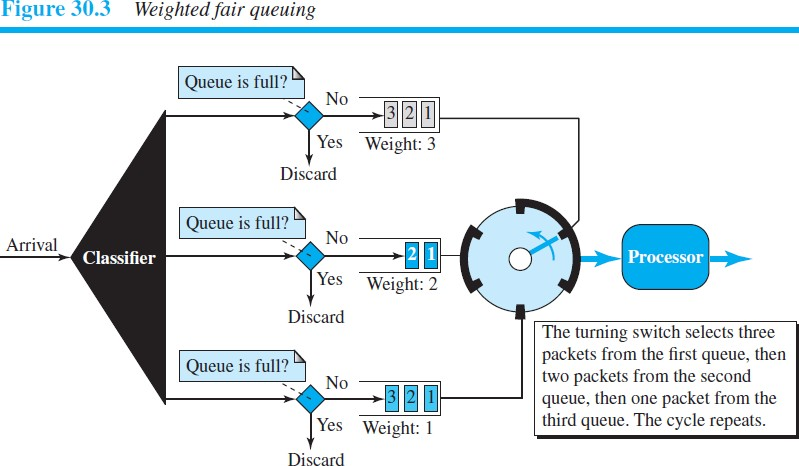 Figure 30.3 Weighted fair queuing
Queue is full?
No
3 2 1
Yes
Weight: 3
Discard
Queue is full?
Arrival
Classifier
No
2 1
Yes
Weight: 2
Discard
Processor
Queue is full?
No
3 2 1
Yes
Weight: 1
Discard
The turning switch selects three
packets from the first queue, then
two packets from the second
queue, then one packet from the
third queue. The cycle repeats.